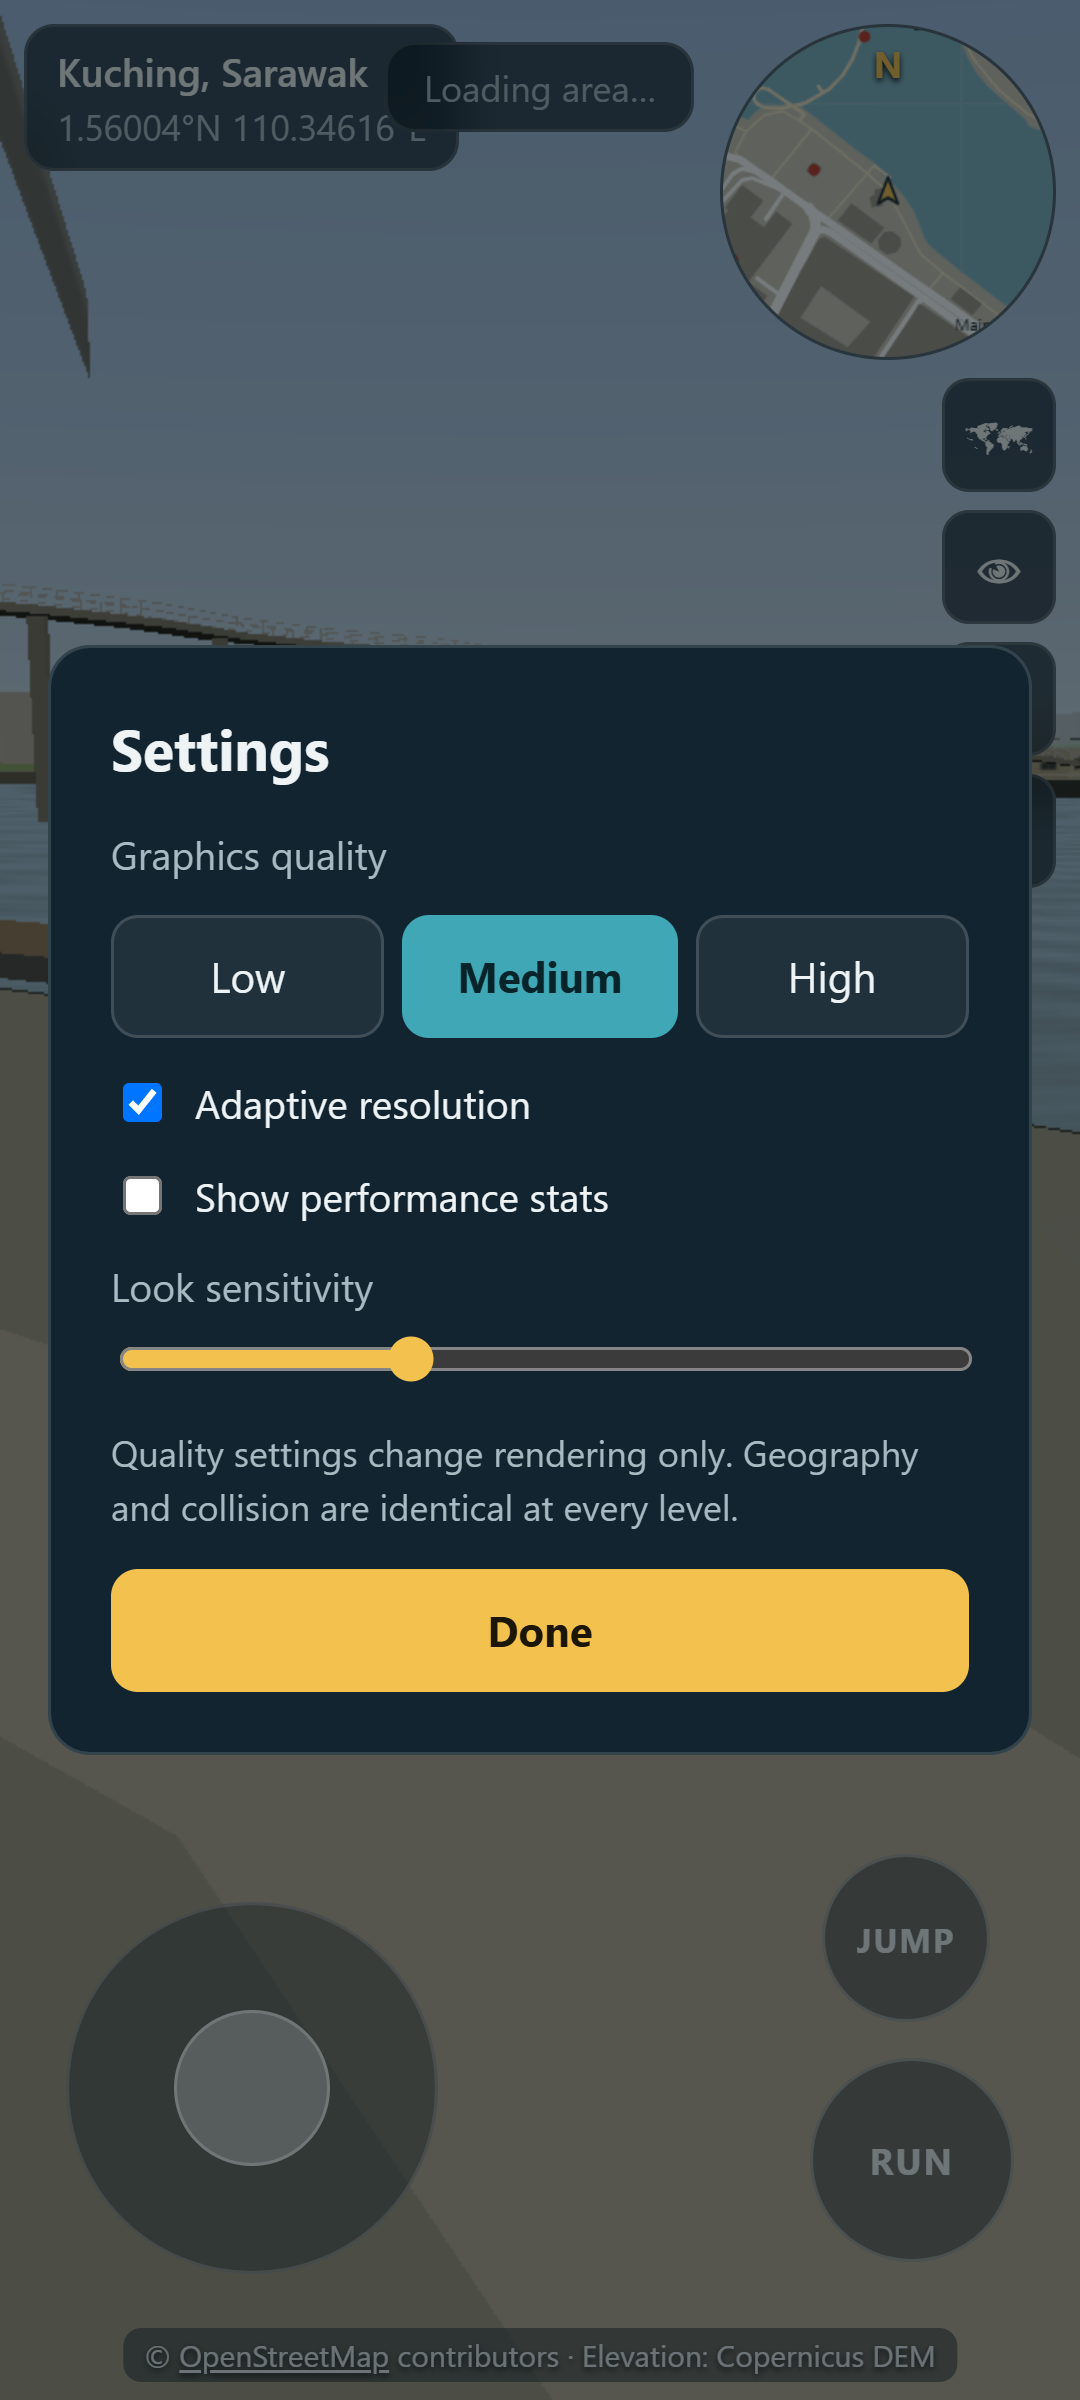 Kuching, Sarawak
1.56004°N 110.34616°E
Loading area...
N
Main
Settings
Graphics quality
Low
Medium
High
Adaptive resolution
Show performance stats
Look sensitivity
Quality settings change rendering only. Geography
and collision are identical at every level.
Done
JUMP
RUN
© OpenStreetMap contributors · Elevation: Copernicus DEM